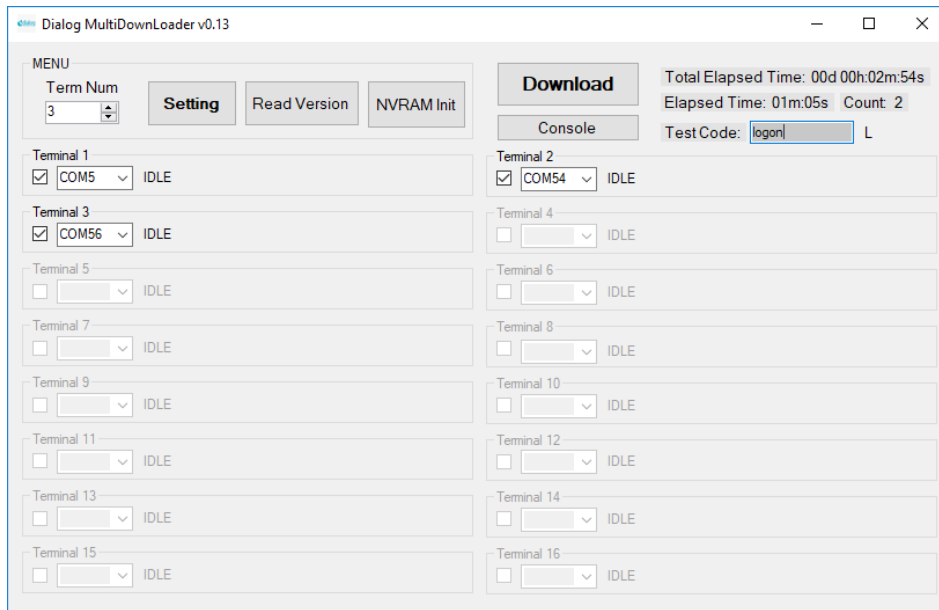 Dialog MultiDownLoader v0.13
MENU
Term Num
3
Setting
Read Version
NVRAM Init
Download
Console
Total Elapsed Time: 00d 00h:02m:54s
Elapsed Time: 01m:05s Count: 2
Test Code: logon L
Terminal 1
COM5 IDLE
Terminal 2
COM54 IDLE
Terminal 3
COM56 IDLE
Terminal 4
IDLE
Terminal 5
IDLE
Terminal 6
IDLE
Terminal 7
IDLE
Terminal 8
IDLE
Terminal 9
IDLE
Terminal 10
IDLE
Terminal 11
IDLE
Terminal 12
IDLE
Terminal 13
IDLE
Terminal 14
IDLE
Terminal 15
IDLE
Terminal 16
IDLE